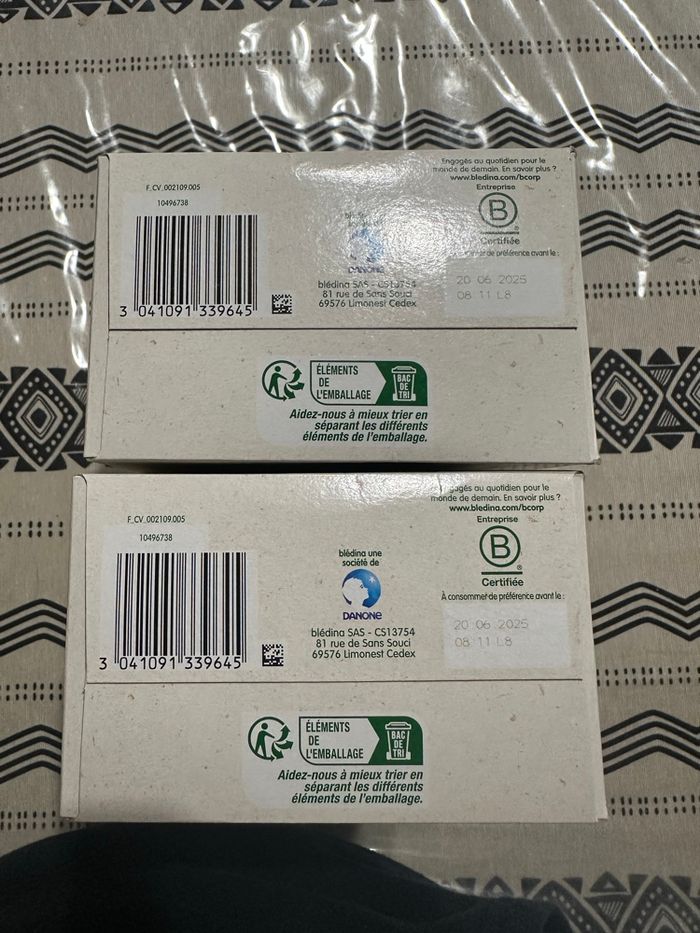 Engagés au quotidien pour le
monde de demain. En savoir plus ?
www.bledina.com/bcorp
Entreprise
B
Certifiée
de préférence avant le :
20 06 2025
08 11 L8
F_CV_002109.005
10496738
3 041091 339645
DANONE
blédina SAS - CS13754
81 rue de Sans Souci
69576 Limonest Cedex
ÉLÉMENTS
DE
L'EMBALLAGE
BAC
DE
TRI
Aidez-nous à mieux trier en
séparant les différents
éléments de l'emballage.
au quotidien pour le
monde de demain. En savoir plus ?
www.bledina.com/bcorp
Entreprise
B
Certifiée
À consommer de préférence avant le :
20 06 2025
08 11 L8
F_CV_002109.005
10496738
3 041091 339645
blédina une
société de
DANONE
blédina SAS - CS13754
81 rue de Sans Souci
69576 Limonest Cedex
ÉLÉMENTS
DE
L'EMBALLAGE
BAC
DE
TRI
Aidez-nous à mieux trier en
séparant les différents
éléments de l'emballage.